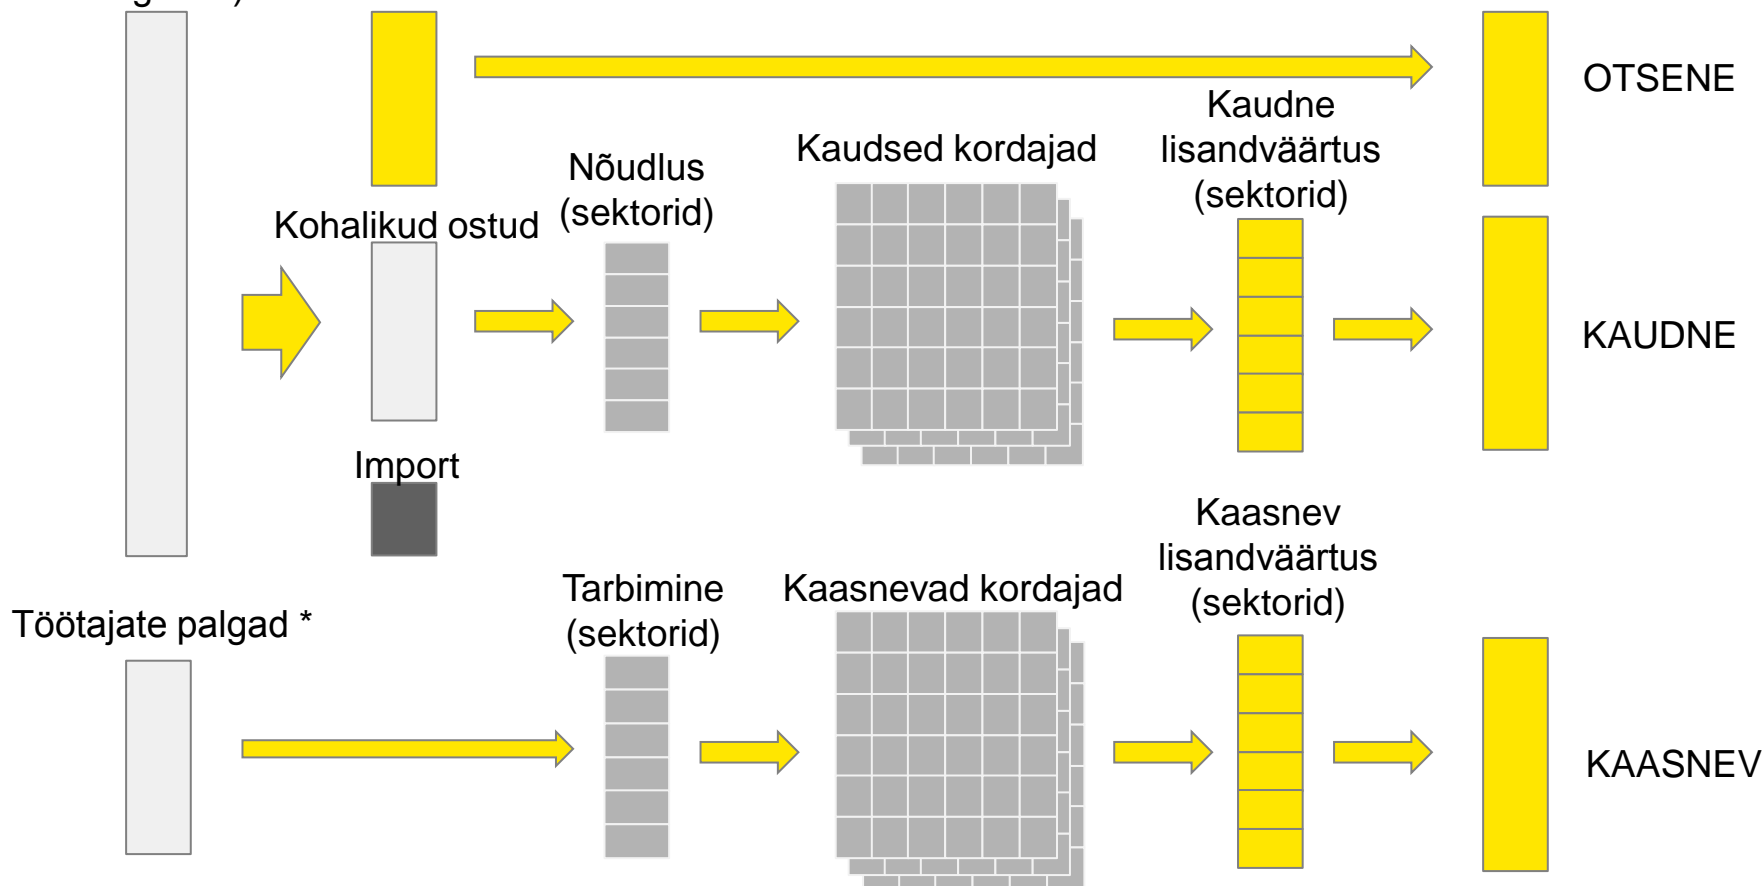 OTSENE
Kaudne
lisandväärtus
(sektorid)
Kaudsed kordajad
Nõudlus
(sektorid)
Kohalikud ostud
KAUDNE
Import
Kaasnev
lisandväärtus
(sektorid)
Tarbimine
(sektorid)
Kaasnevad kordajad
Töötajate palgad *
KAASNEV